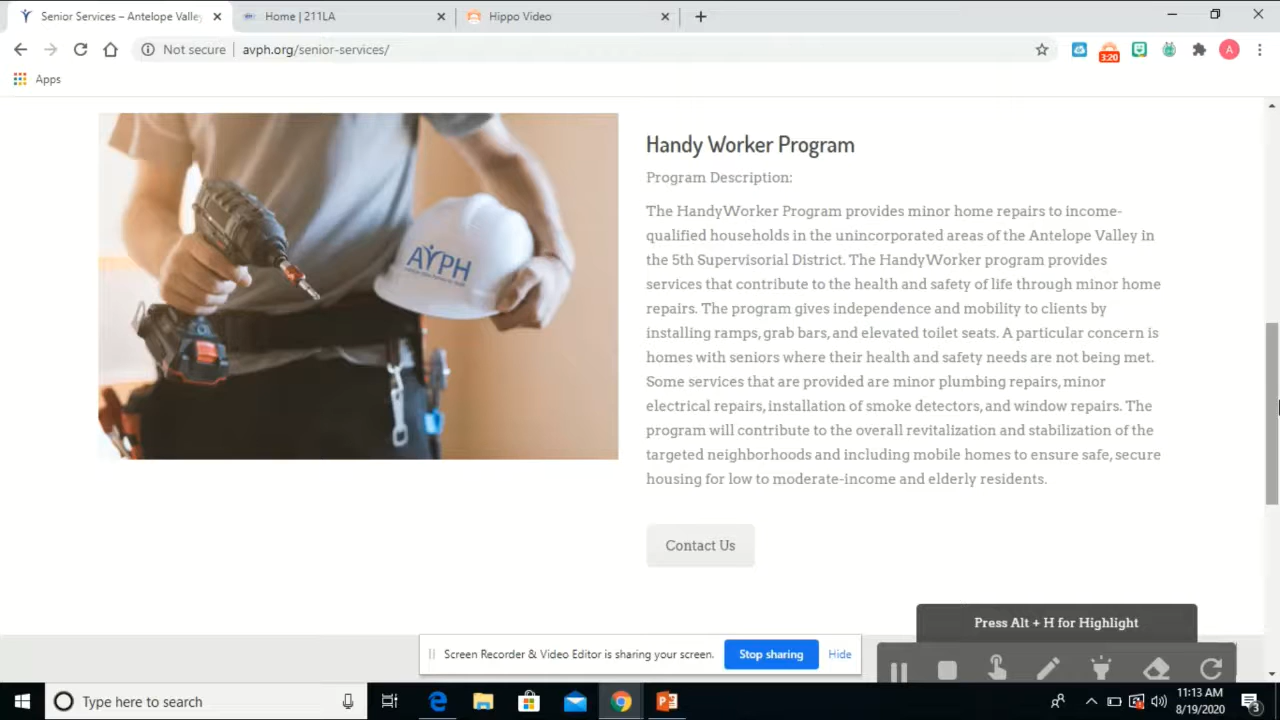 Senior Services – Antelope Valley
Home | 211LA
Hippo Video
Not secure
avph.org/senior-services/
3:20
A
Apps
AVPH
Handy Worker Program
Program Description:
The HandyWorker Program provides minor home repairs to income-
qualified households in the unincorporated areas of the Antelope Valley in
the 5th Supervisorial District. The HandyWorker program provides
services that contribute to the health and safety of life through minor home
repairs. The program gives independence and mobility to clients by
installing ramps, grab bars, and elevated toilet seats. A particular concern is
homes with seniors where their health and safety needs are not being met.
Some services that are provided are minor plumbing repairs, minor
electrical repairs, installation of smoke detectors, and window repairs. The
program will contribute to the overall revitalization and stabilization of the
targeted neighborhoods and including mobile homes to ensure safe, secure
housing for low to moderate-income and elderly residents.
Contact Us
Press Alt + H for Highlight
Screen Recorder & Video Editor is sharing your screen.
Stop sharing
Hide
Type here to search
11:13 AM
8/19/2020
3